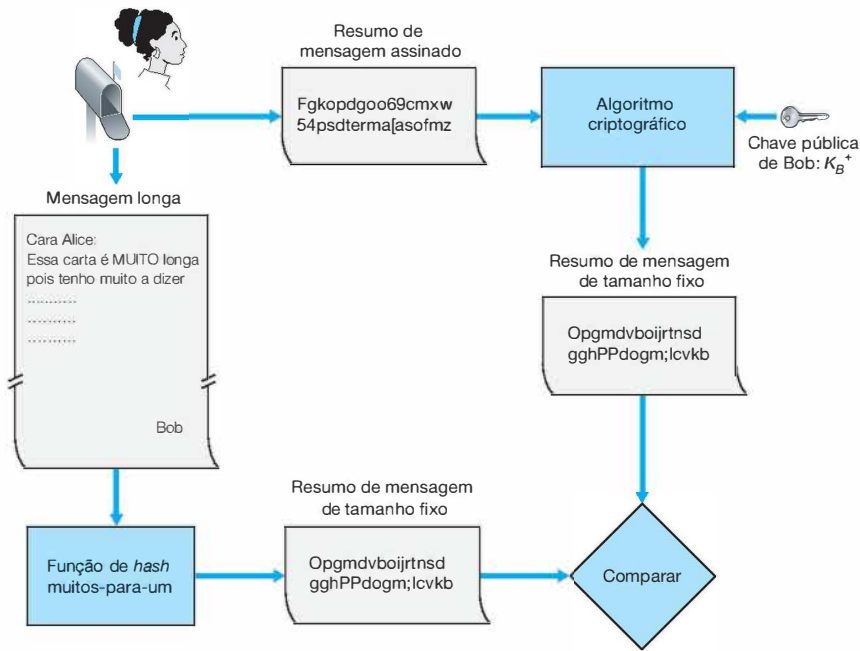 Resumo de
mensagem assinado
Fgkopdgoo69cmxw
54psdterma[asofmz
Algoritmo
criptográfico
Chave pública
de Bob: K_B^+
Mensagem longa
Cara Alice:
Essa carta é MUITO longa
pois tenho muito a dizer
..........
..........
..........
Bob
Resumo de mensagem
de tamanho fixo
Opgmdvboijrtnsd
gghPPdogm;lcvkb
Função de hash
muitos-para-um
Resumo de mensagem
de tamanho fixo
Opgmdvboijrtnsd
gghPPdogm;lcvkb
Comparar